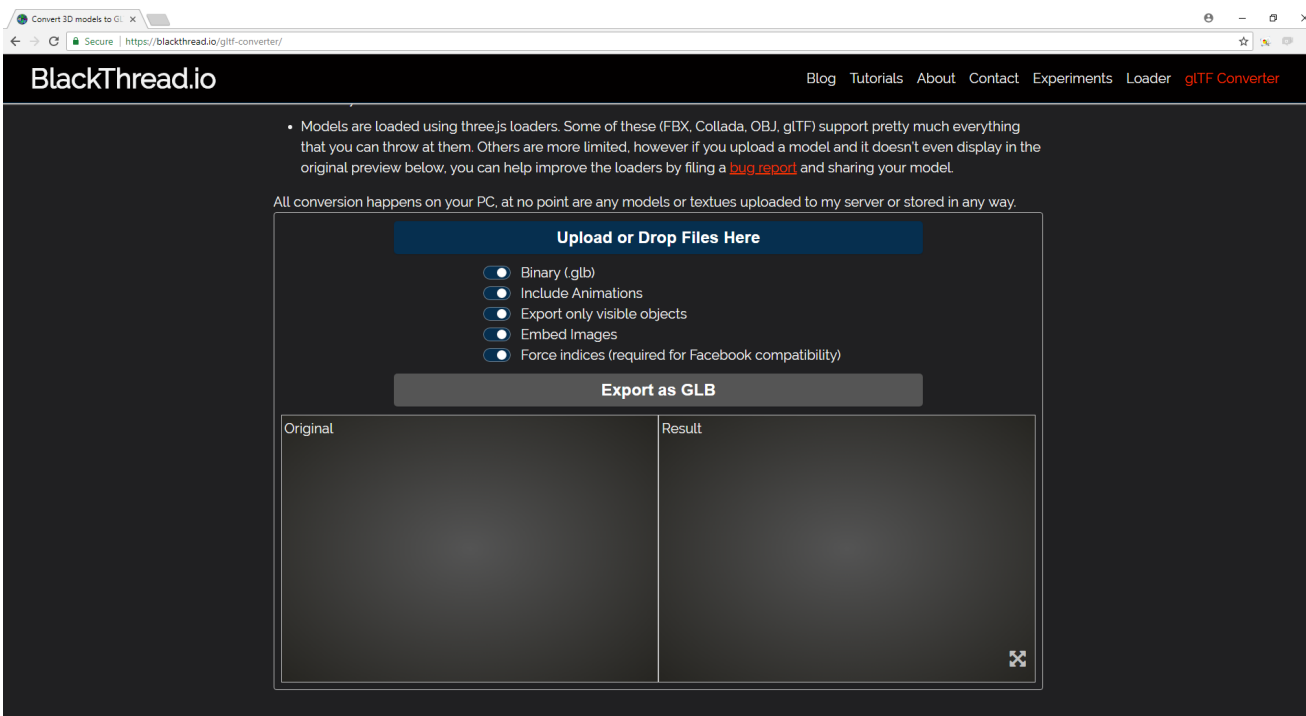 Convert 3D models to Gl
Secure | https://blackthread.io/gltf-converter/
BlackThread.io
Blog Tutorials About Contact Experiments Loader glTF Converter
• Models are loaded using three.js loaders. Some of these (FBX, Collada, OBJ, glTF) support pretty much everything
that you can throw at them. Others are more limited, however if you upload a model and it doesn't even display in the
original preview below, you can help improve the loaders by filing a bug report and sharing your model.
All conversion happens on your PC, at no point are any models or textues uploaded to my server or stored in any way.
Upload or Drop Files Here
Binary (.glb)
Include Animations
Export only visible objects
Embed Images
Force indices (required for Facebook compatibility)
Export as GLB
Original
Result